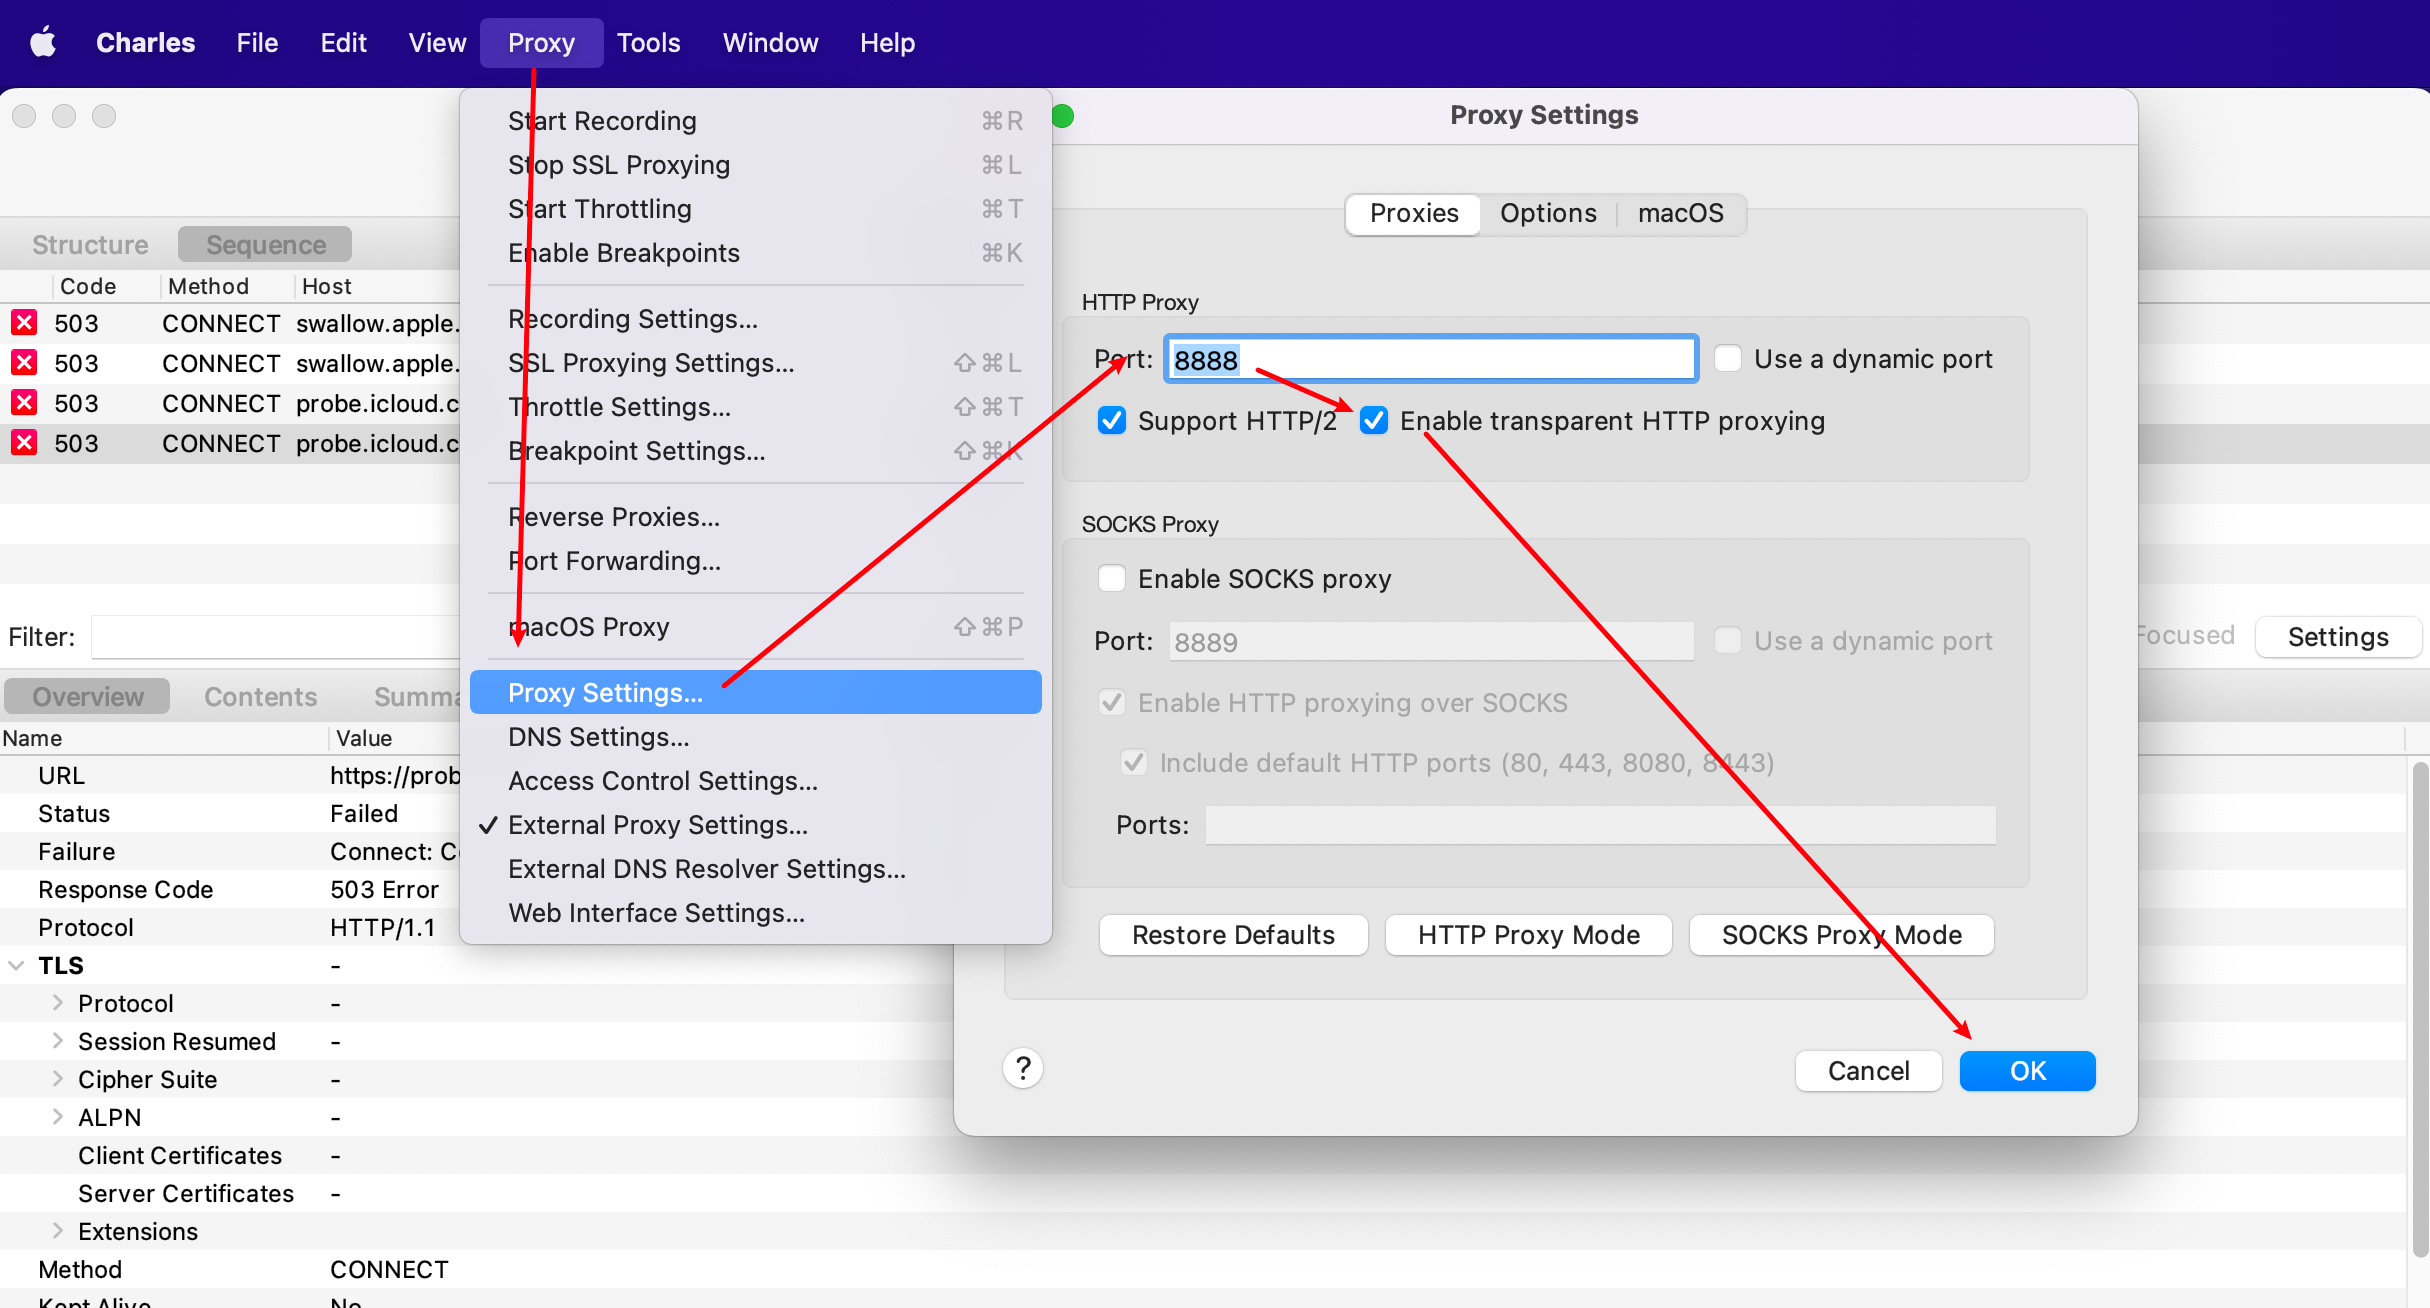 Charles File Edit View Proxy Tools Window Help
Start Recording ⌘R
Stop SSL Proxying ⌘L
Start Throttling ⌘T
Enable Breakpoints ⌘K
Recording Settings...
SSL Proxying Settings... ⇧⌘L
Throttle Settings... ⇧⌘T
Breakpoint Settings... ⇧⌘K
Reverse Proxies...
Port Forwarding...
macOS Proxy ⇧⌘P
Proxy Settings...
DNS Settings...
Access Control Settings...
✓ External Proxy Settings...
External DNS Resolver Settings...
Web Interface Settings...
Structure Sequence
Code Method Host
503 CONNECT swallow.apple.
503 CONNECT swallow.apple.
503 CONNECT probe.icloud.c
503 CONNECT probe.icloud.c
Filter:
Focused Settings
Overview Contents Summa
Name Value
URL https://prob
Status Failed
Failure Connect: C
Response Code 503 Error
Protocol HTTP/1.1
TLS -
Protocol -
Session Resumed -
Cipher Suite -
ALPN -
Client Certificates -
Server Certificates -
Extensions
Method CONNECT
Kept Alive No
Proxy Settings
Proxies Options macOS
HTTP Proxy
Port: 8888 Use a dynamic port
Support HTTP/2 Enable transparent HTTP proxying
SOCKS Proxy
Enable SOCKS proxy
Port: 8889 Use a dynamic port
Enable HTTP proxying over SOCKS
Include default HTTP ports (80, 443, 8080, 8443)
Ports:
Restore Defaults HTTP Proxy Mode SOCKS Proxy Mode
? Cancel OK